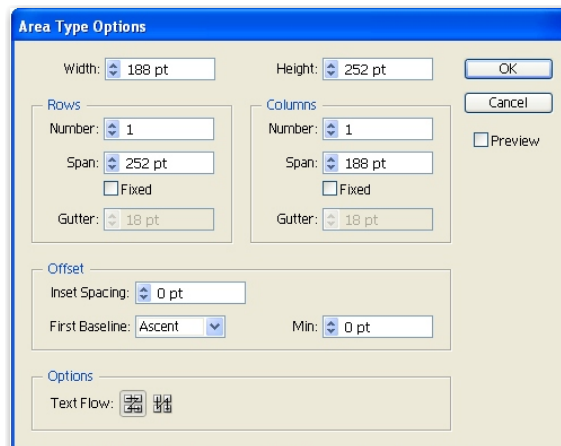 Area Type Options
Width: 188 pt Height: 252 pt OK
Rows Columns Cancel
Number: 1 Number: 1 Preview
Span: 252 pt Span: 188 pt
Fixed Fixed
Gutter: 18 pt Gutter: 18 pt
Offset
Inset Spacing: 0 pt
First Baseline: Ascent Min: 0 pt
Options
Text Flow: